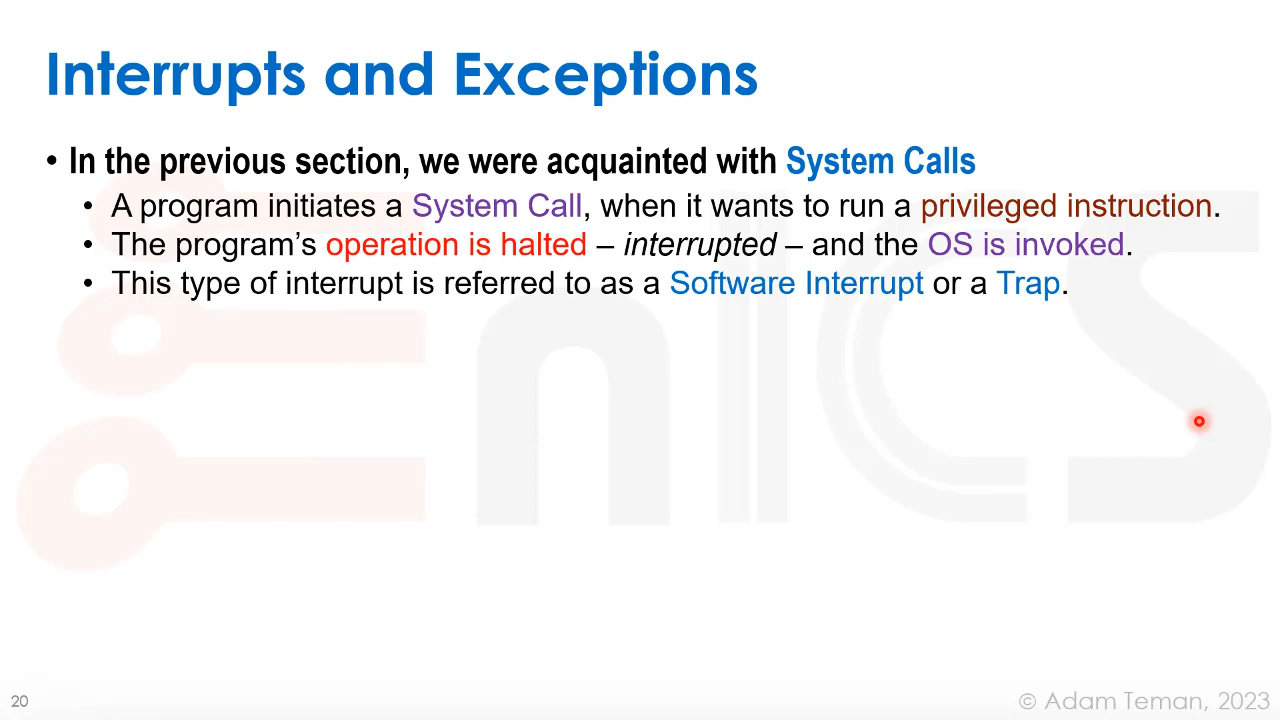 Interrupts and Exceptions
• In the previous section, we were acquainted with System Calls
• A program initiates a System Call, when it wants to run a privileged instruction.
• The program’s operation is halted – interrupted – and the OS is invoked.
• This type of interrupt is referred to as a Software Interrupt or a Trap.
EnICS
20
© Adam Teman, 2023